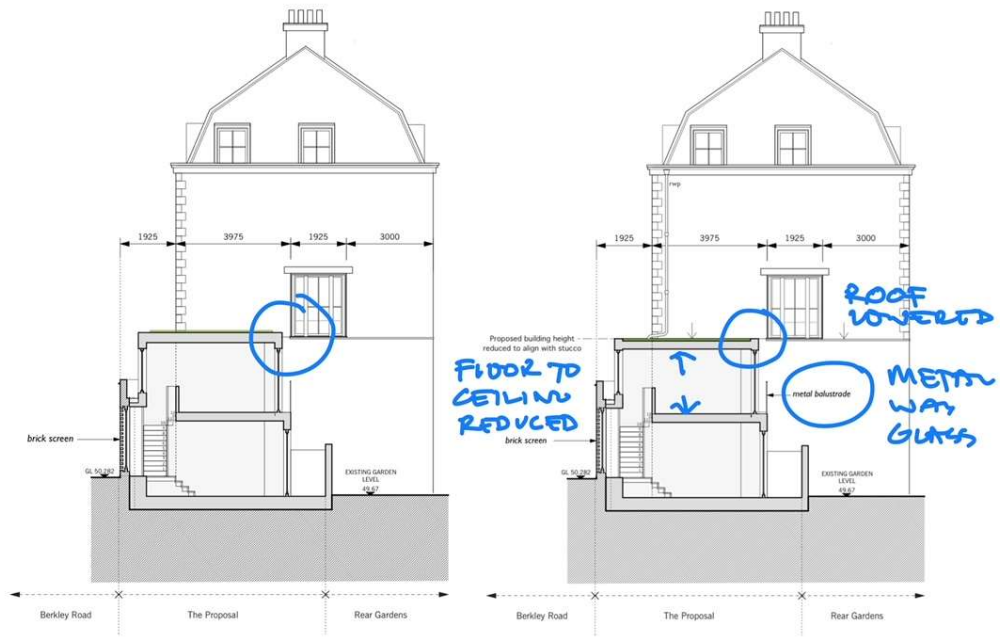 1925
3975
1925
3000
brick screen
GL 50.282
EXISTING GARDEN
LEVEL
49.67
Berkley Road
The Proposal
Rear Gardens
rwp
1925
3975
1925
3000
ROOF
LOWERED
Proposed building height
reduced to align with stucco
FLOOR TO
CEILING
REDUCED
metal balustrade
METAL
WAS
GLASS
brick screen
GL 50.282
EXISTING GARDEN
LEVEL
49.67
Berkley Road
The Proposal
Rear Gardens